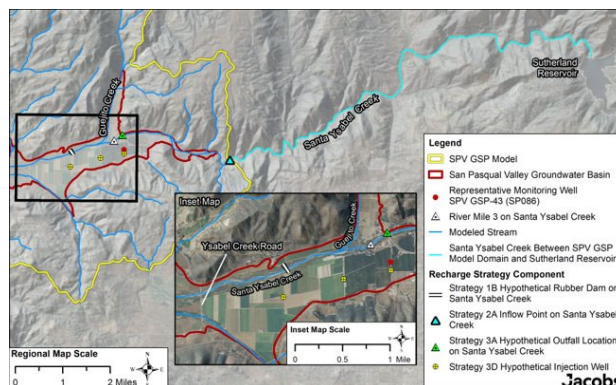 Sutherland
Reservoir
Guejito Creek
Santa Ysabel Creek
Legend
SPV GSP Model
San Pasqual Valley Groundwater Basin
Representative Monitoring Well
SPV GSP-43 (SP086)
River Mile 3 on Santa Ysabel Creek
Modeled Stream
Santa Ysabel Creek Between SPV GSP
Model Domain and Sutherland Reservoir
Recharge Strategy Component
Strategy 1B Hypothetical Rubber Dam on
Santa Ysabel Creek
Strategy 2A Inflow Point on Santa Ysabel
Creek
Strategy 3A Hypothetical Outfall Location
on Santa Ysabel Creek
Strategy 3D Hypothetical Injection Well
Inset Map
Ysabel Creek Road
Guejito Creek
Santa Ysabel Creek
Inset Map Scale
0 0.5 1
Mile
Regional Map Scale
0 1 2
Miles
Jacobs